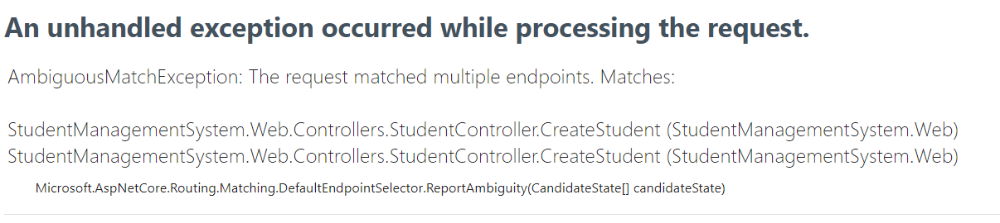 An unhandled exception occurred while processing the request.
AmbiguousMatchException: The request matched multiple endpoints. Matches:
StudentManagementSystem.Web.Controllers.StudentController.CreateStudent (StudentManagementSystem.Web)
StudentManagementSystem.Web.Controllers.StudentController.CreateStudent (StudentManagementSystem.Web)
Microsoft.AspNetCore.Routing.Matching.DefaultEndpointSelector.ReportAmbiguity(CandidateState[] candidateState)